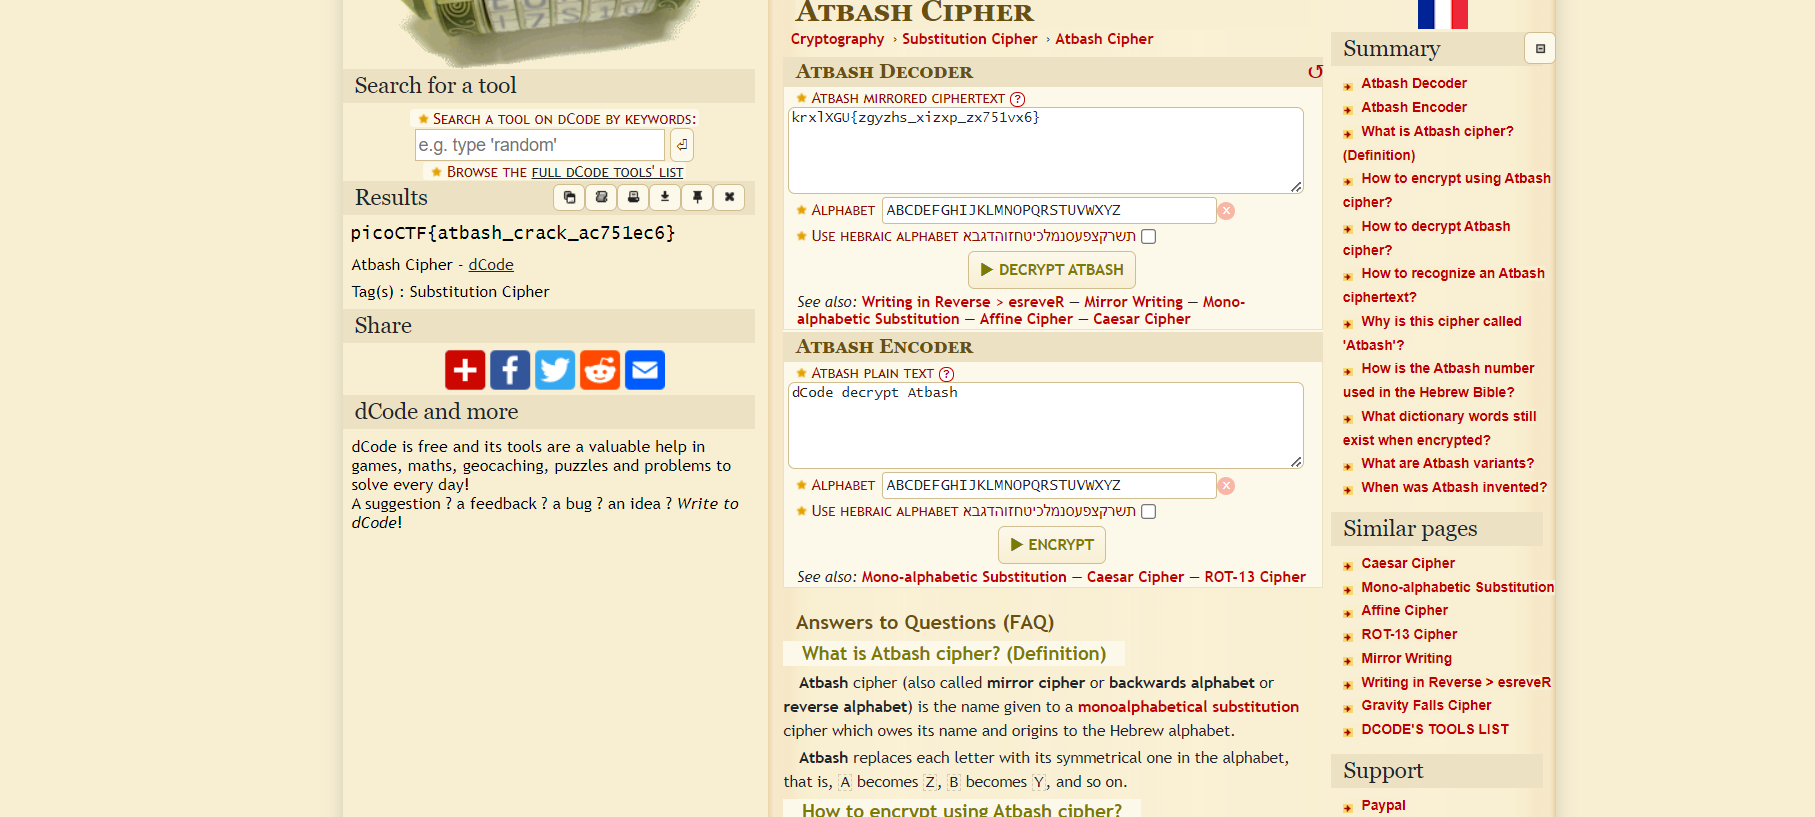 Search for a tool
Search a tool on dCode by keywords:
e.g. type 'random'
Browse the full dCode tools' list
Results
picoCTF{atbash_crack_ac751ec6}
Atbash Cipher - dCode
Tag(s) : Substitution Cipher
Share
dCode and more
dCode is free and its tools are a valuable help in
games, maths, geocaching, puzzles and problems to
solve every day!
A suggestion ? a feedback ? a bug ? an idea ? Write to
dCode!
Atbash Cipher
Cryptography › Substitution Cipher › Atbash Cipher
Atbash Decoder
Atbash mirrored ciphertext ?
krxlXGU{zgyzhs_xizxp_zx751vx6}
Alphabet ABCDEFGHIJKLMNOPQRSTUVWXYZ
Use hebraic alphabet אבגדהוזחטיכלמנסעפצקרשת
▶ DECRYPT ATBASH
See also: Writing in Reverse > esreveR — Mirror Writing — Mono-
alphabetic Substitution — Affine Cipher — Caesar Cipher
Atbash Encoder
Atbash plain text ?
dCode decrypt Atbash
Alphabet ABCDEFGHIJKLMNOPQRSTUVWXYZ
Use hebraic alphabet אבגדהוזחטיכלמנסעפצקרשת
▶ ENCRYPT
See also: Mono-alphabetic Substitution — Caesar Cipher — ROT-13 Cipher
Answers to Questions (FAQ)
What is Atbash cipher? (Definition)
Atbash cipher (also called mirror cipher or backwards alphabet or
reverse alphabet) is the name given to a monoalphabetical substitution
cipher which owes its name and origins to the Hebrew alphabet.
Atbash replaces each letter with its symmetrical one in the alphabet,
that is, A becomes Z, B becomes Y, and so on.
How to encrypt using Atbash cipher?
Summary
Atbash Decoder
Atbash Encoder
What is Atbash cipher?
(Definition)
How to encrypt using Atbash
cipher?
How to decrypt Atbash
cipher?
How to recognize an Atbash
ciphertext?
Why is this cipher called
'Atbash'?
How is the Atbash number
used in the Hebrew Bible?
What dictionary words still
exist when encrypted?
What are Atbash variants?
When was Atbash invented?
Similar pages
Caesar Cipher
Mono-alphabetic Substitution
Affine Cipher
ROT-13 Cipher
Mirror Writing
Writing in Reverse > esreveR
Gravity Falls Cipher
DCODE'S TOOLS LIST
Support
Paypal